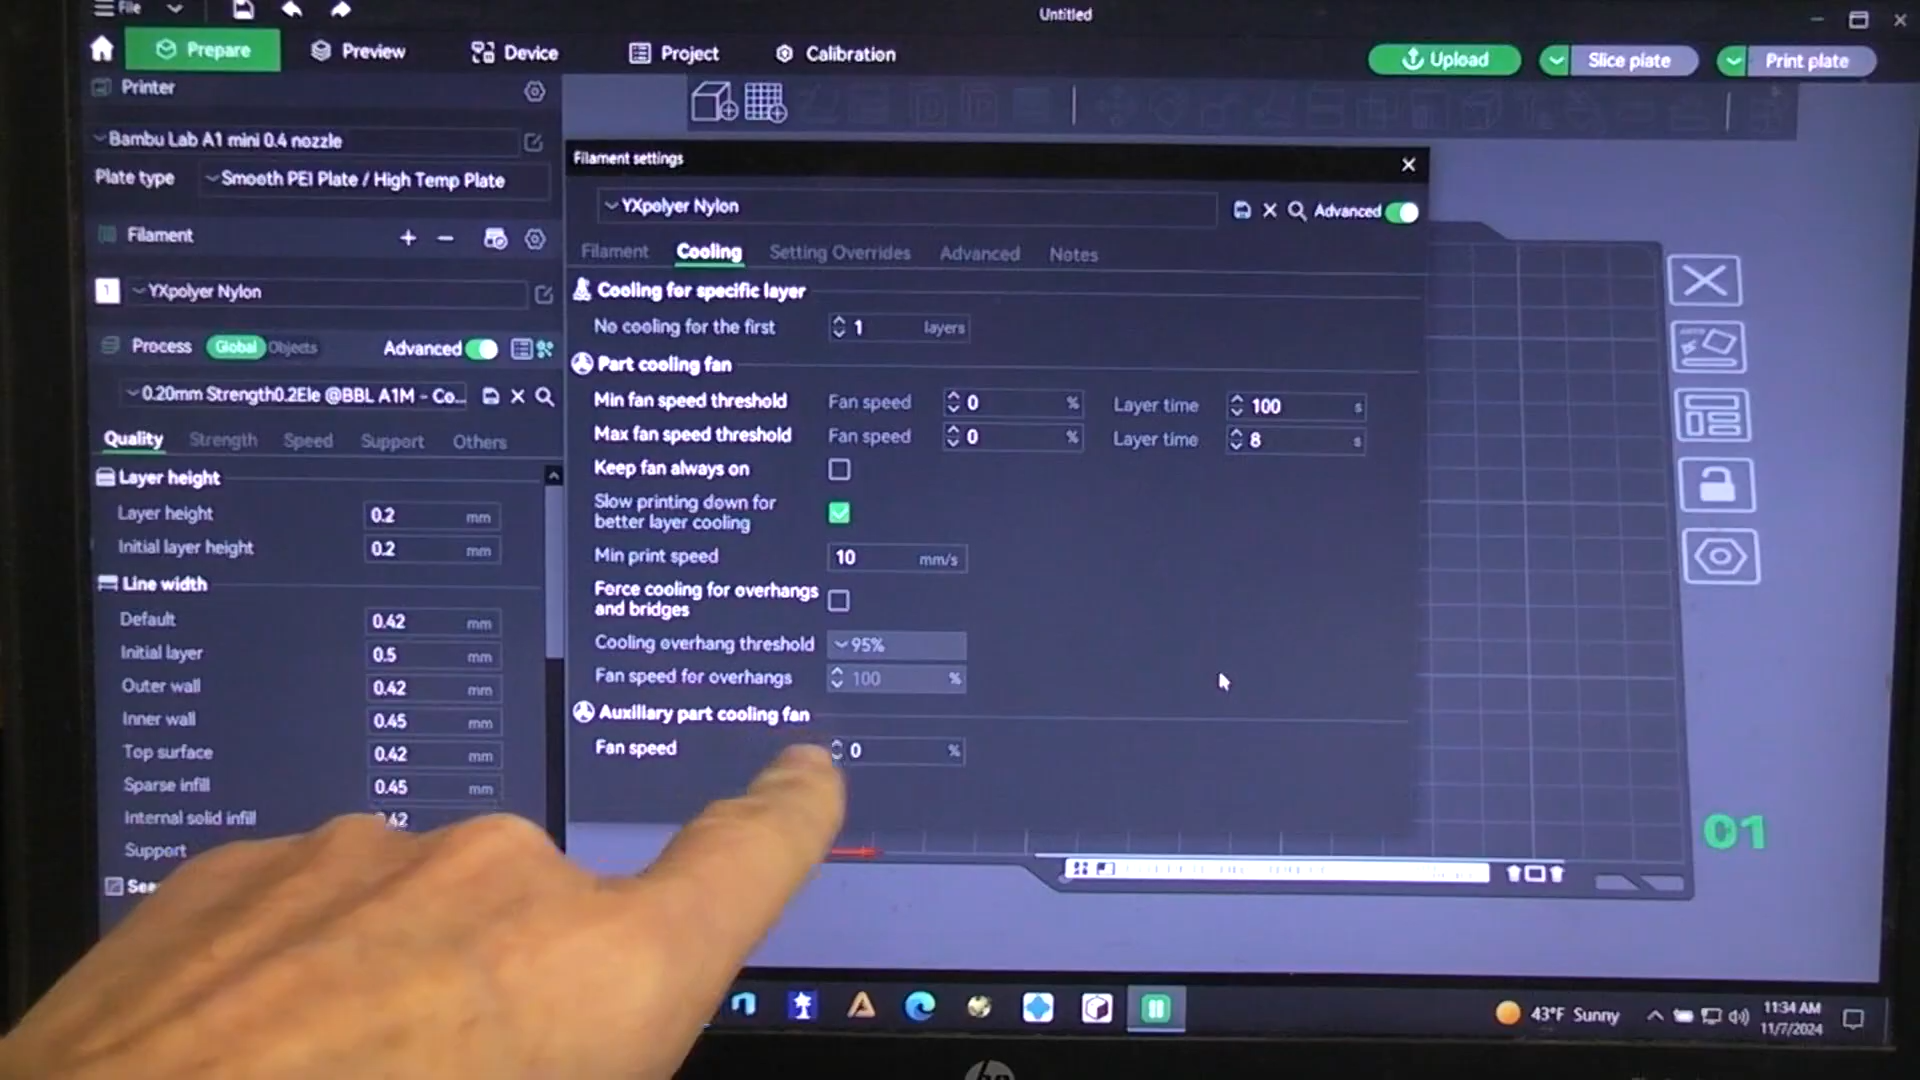 File
Untitled
Prepare
Preview
Device
Project
Calibration
Upload
Slice plate
Print plate
Printer
Bambu Lab A1 mini 0.4 nozzle
Plate type
Smooth PEI Plate / High Temp Plate
Filament
1
YXpolyer Nylon
Process
Global
Objects
Advanced
0.20mm Strength0.2Ele @BBL A1M - Co...
Quality
Strength
Speed
Support
Others
Layer height
Layer height 0.2 mm
Initial layer height 0.2 mm
Line width
Default 0.42 mm
Initial layer 0.5 mm
Outer wall 0.42 mm
Inner wall 0.45 mm
Top surface 0.42 mm
Sparse infill 0.45 mm
Internal solid infill 0.42
Support
Filament settings
YXpolyer Nylon
Advanced
Filament
Cooling
Setting Overrides
Advanced
Notes
Cooling for specific layer
No cooling for the first 1 layers
Part cooling fan
Min fan speed threshold Fan speed 0 % Layer time 100 s
Max fan speed threshold Fan speed 0 % Layer time 8 s
Keep fan always on
Slow printing down for
better layer cooling
Min print speed 10 mm/s
Force cooling for overhangs
and bridges
Cooling overhang threshold 95%
Fan speed for overhangs 100 %
Auxiliary part cooling fan
Fan speed 0 %
01
43°F Sunny
11:34 AM
11/7/2024
hp